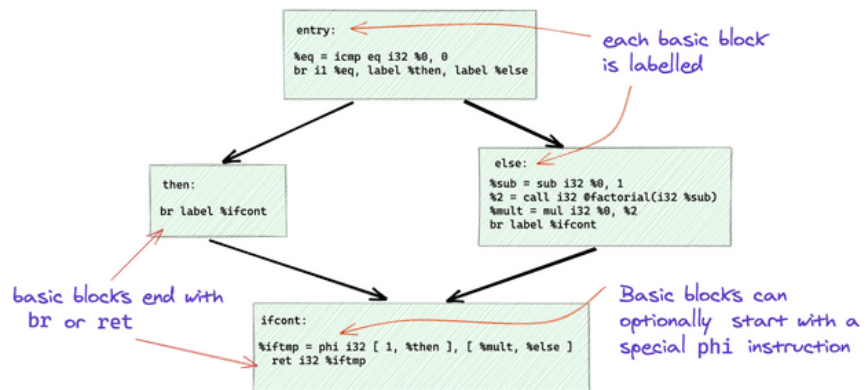 entry:
%eq = icmp eq i32 %0, 0
br i1 %eq, label %then, label %else
each basic block
is labelled
then:
br label %ifcont
else:
%sub = sub i32 %0, 1
%2 = call i32 @factorial(i32 %sub)
%mult = mul i32 %0, %2
br label %ifcont
basic blocks end with
br or ret
ifcont:
%iftmp = phi i32 [ 1, %then ], [ %mult, %else ]
ret i32 %iftmp
Basic blocks can
optionally start with a
special phi instruction